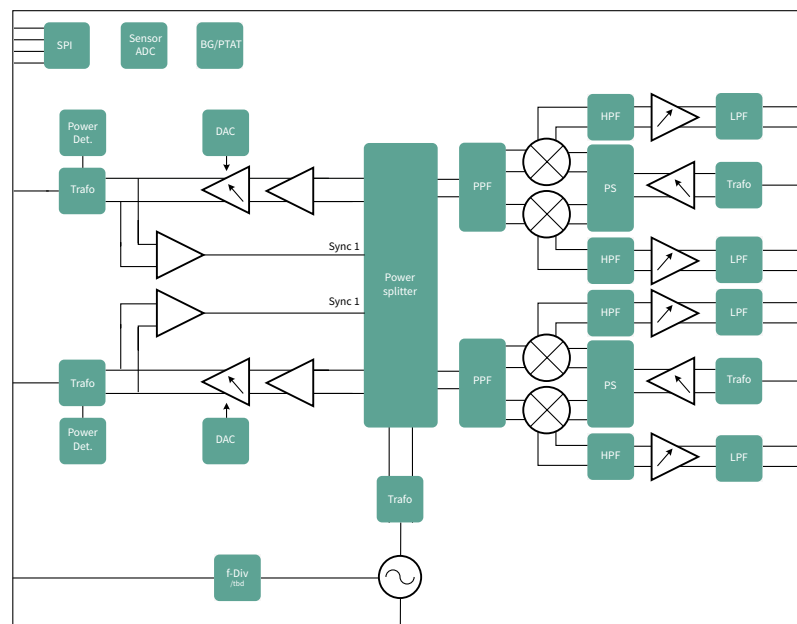 SPI
Sensor
ADC
BG/PTAT
Power
Det.
DAC
HPF
LPF
Trafo
PPF
PS
Trafo
Sync 1
HPF
LPF
Power
splitter
Sync 1
HPF
LPF
Trafo
DAC
Power
Det.
PPF
PS
Trafo
HPF
LPF
Trafo
f-Div
/tbd